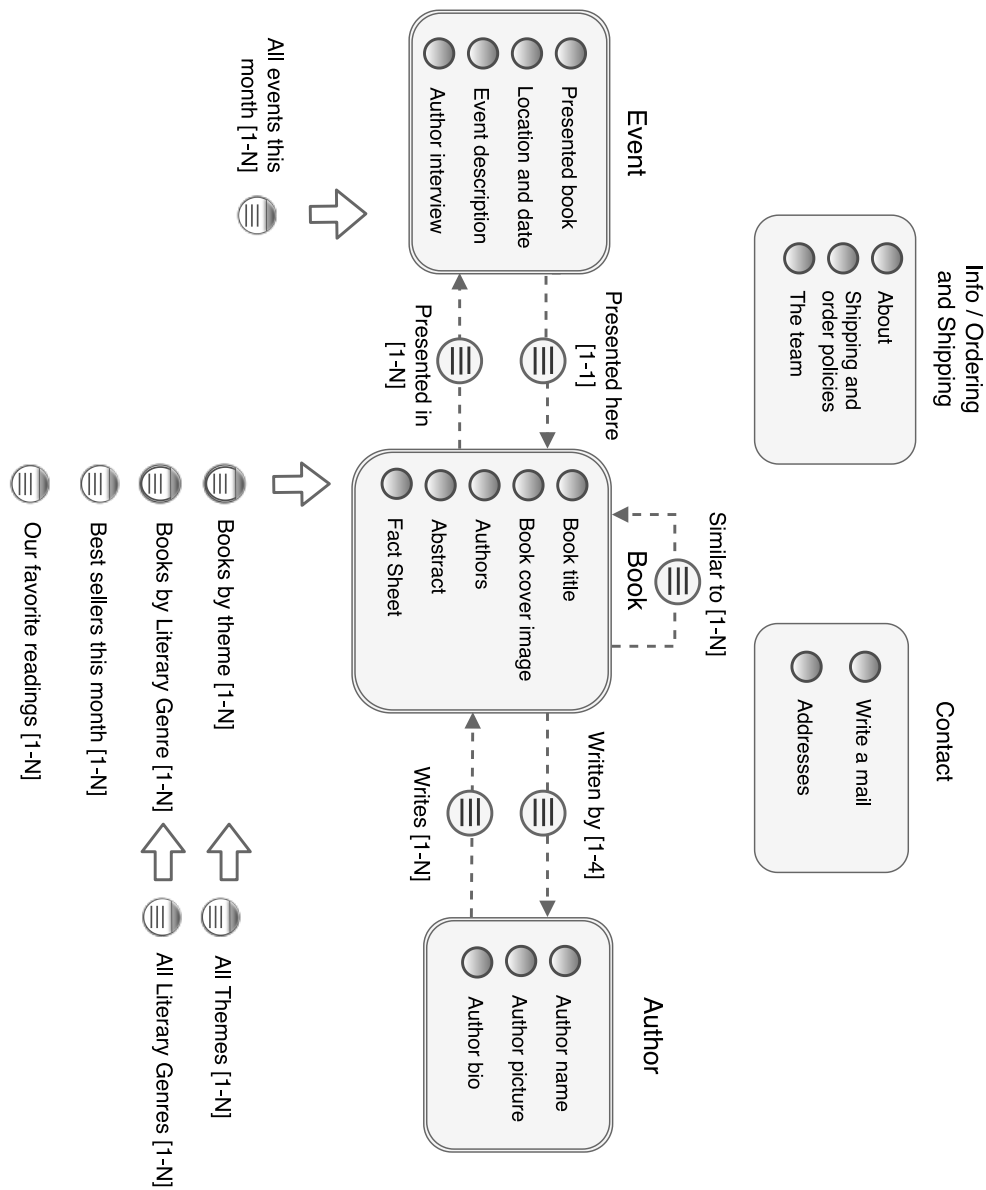 Info / Ordering
and Shipping
About
Shipping and
order policies
The team
Contact
Write a mail
Addresses
Event
Presented book
Location and date
Event description
Author interview
Presented here
[1-1]
Presented in
[1-N]
Similar to [1-N]
Book
Book title
Book cover image
Authors
Abstract
Fact Sheet
Written by [1-4]
Writes [1-N]
Author
Author name
Author picture
Author bio
All events this
month [1-N]
Books by theme [1-N]
Books by Literary Genre [1-N]
Best sellers this month [1-N]
Our favorite readings [1-N]
All Themes [1-N]
All Literary Genres [1-N]